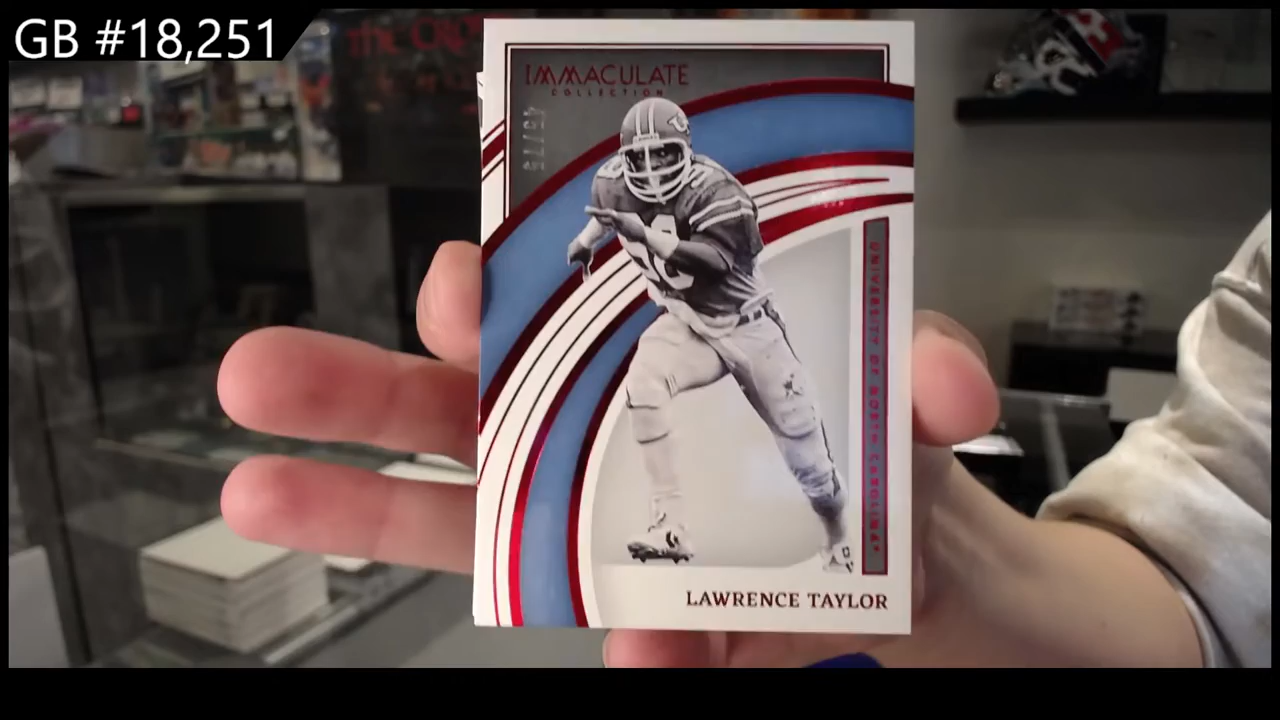 GB #18,251
IMMACULATE
COLLECTION
UNIVERSITY OF NORTH CAROLINA®
LAWRENCE TAYLOR